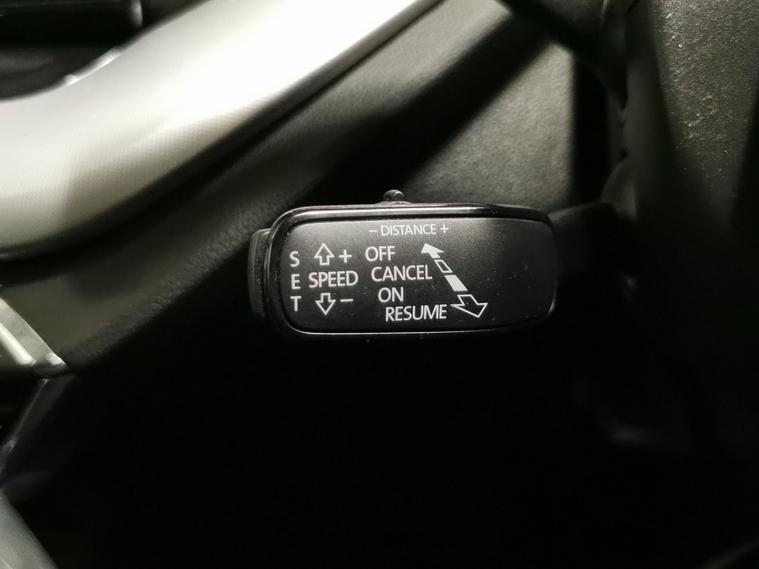 - DISTANCE +
S + OFF
E SPEED CANCEL
T - ON
RESUME